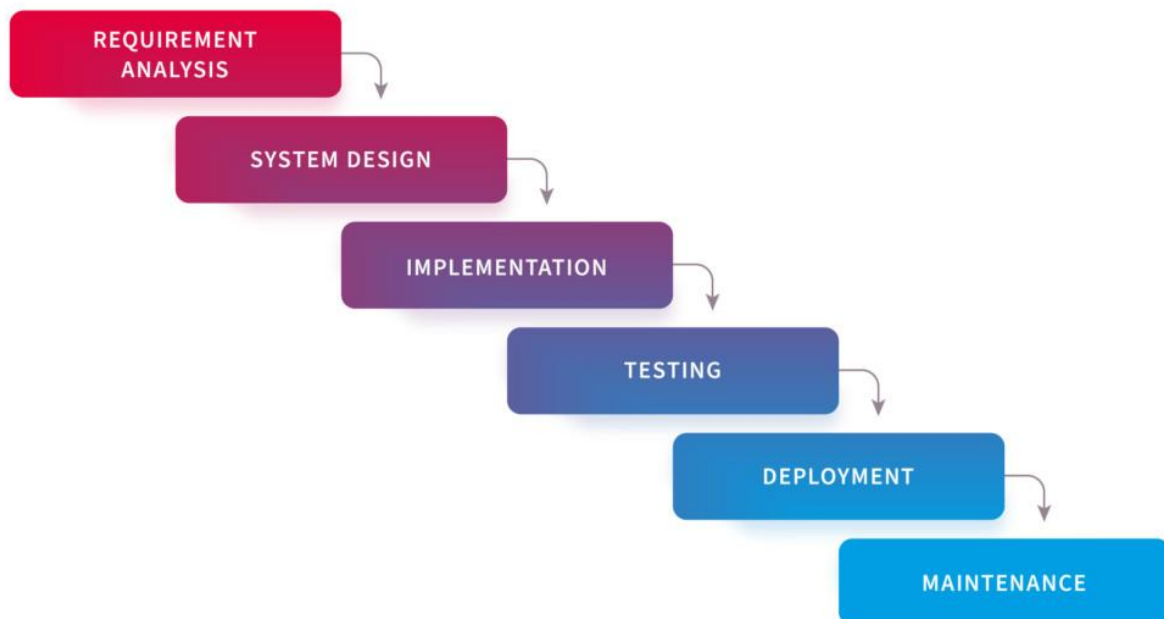 REQUIREMENT
ANALYSIS
SYSTEM DESIGN
IMPLEMENTATION
TESTING
DEPLOYMENT
MAINTENANCE